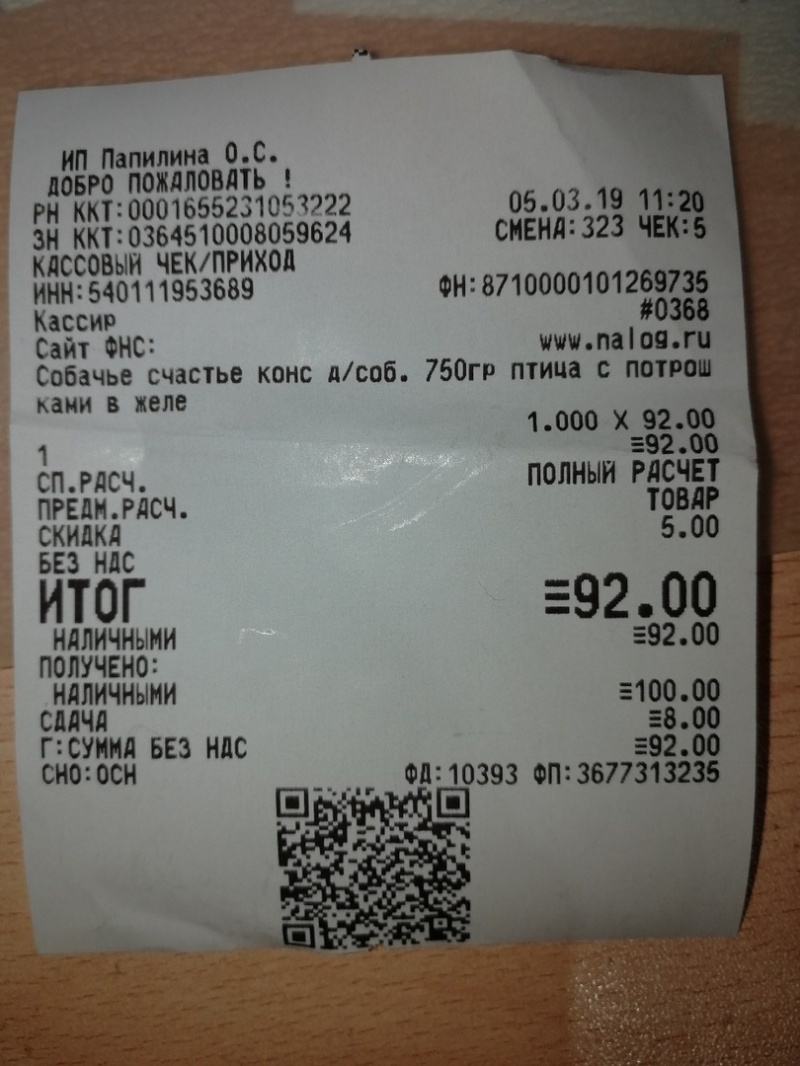 ИП Папилина О.С.
ДОБРО ПОЖАЛОВАТЬ !
РН ККТ:0001655231053222 05.03.19 11:20
ЗН ККТ:0364510008059624 СМЕНА:323 ЧЕК:5
КАССОВЫЙ ЧЕК/ПРИХОД
ИНН:540111953689 ФН:8710000101269735
Кассир #0368
Сайт ФНС: www.nalog.ru
Собачье счастье конс д/соб. 750гр птица с потрош
ками в желе
1.000 X 92.00
1 ≡92.00
СП.РАСЧ. ПОЛНЫЙ РАСЧЕТ
ПРЕДМ.РАСЧ. ТОВАР
СКИДКА 5.00
БЕЗ НДС
ИТОГ ≡92.00
НАЛИЧНЫМИ ≡92.00
ПОЛУЧЕНО:
НАЛИЧНЫМИ ≡100.00
СДАЧА ≡8.00
Г:СУММА БЕЗ НДС ≡92.00
СНО:ОСН ФД:10393 ФП:3677313235